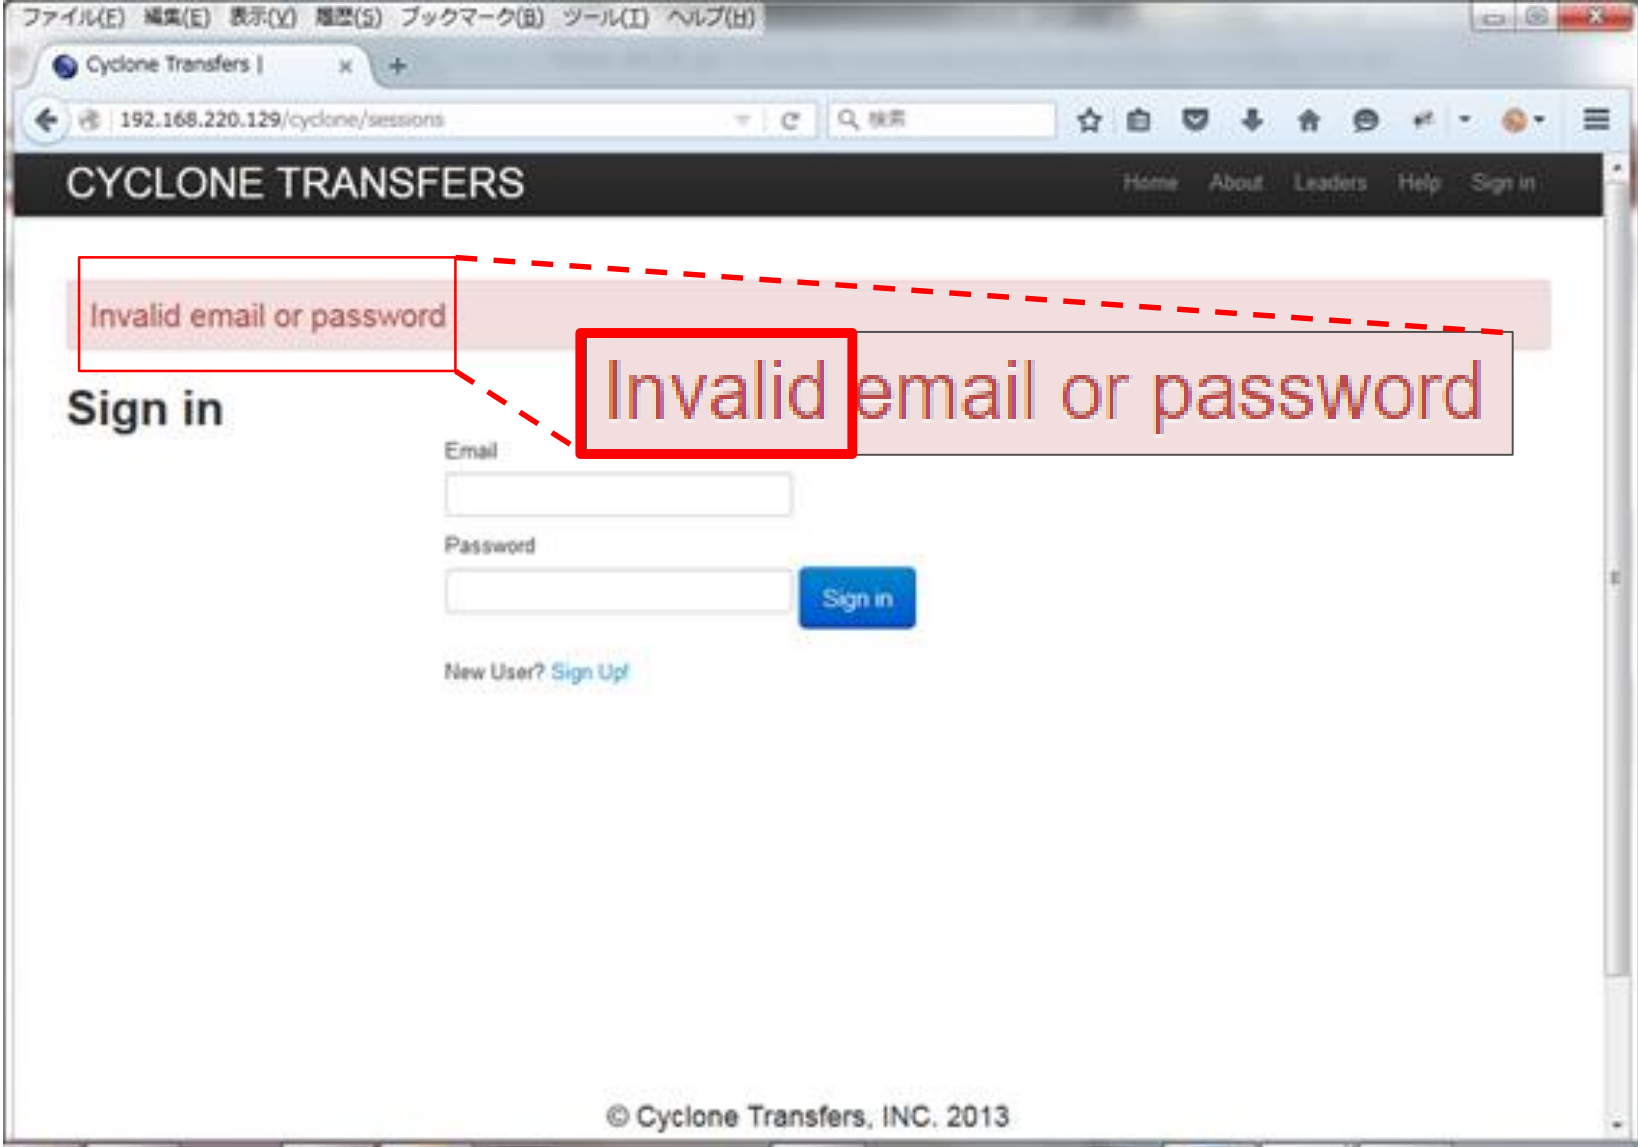 ファイル(F) 編集(E) 表示(V) 履歴(S) ブックマーク(B) ツール(T) ヘルプ(H)
Cyclone Transfers |
192.168.220.129/cyclone/sessions
検索
CYCLONE TRANSFERS
Home About Leaders Help Sign in
Invalid email or password
Invalid email or password
Sign in
Email
Password
Sign in
New User? Sign Up!
© Cyclone Transfers, INC. 2013